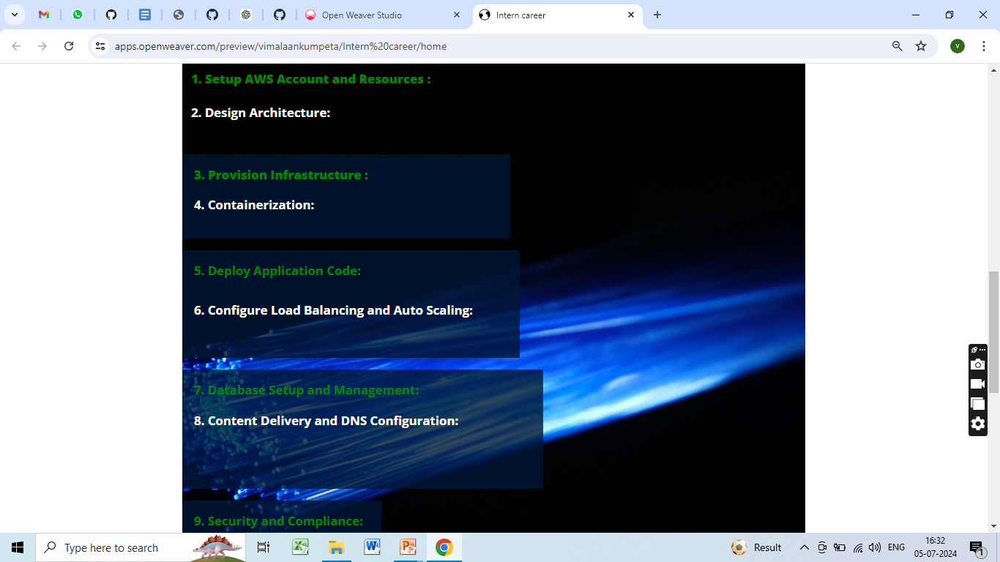 Open Weaver Studio
Intern career
apps.openweaver.com/preview/vimalaankumpeta/Intern%20career/home
V
1. Setup AWS Account and Resources :
2. Design Architecture:
3. Provision Infrastructure :
4. Containerization:
5. Deploy Application Code:
6. Configure Load Balancing and Auto Scaling:
7. Database Setup and Management:
8. Content Delivery and DNS Configuration:
9. Security and Compliance:
Type here to search
Result
ENG
16:32
05-07-2024
1